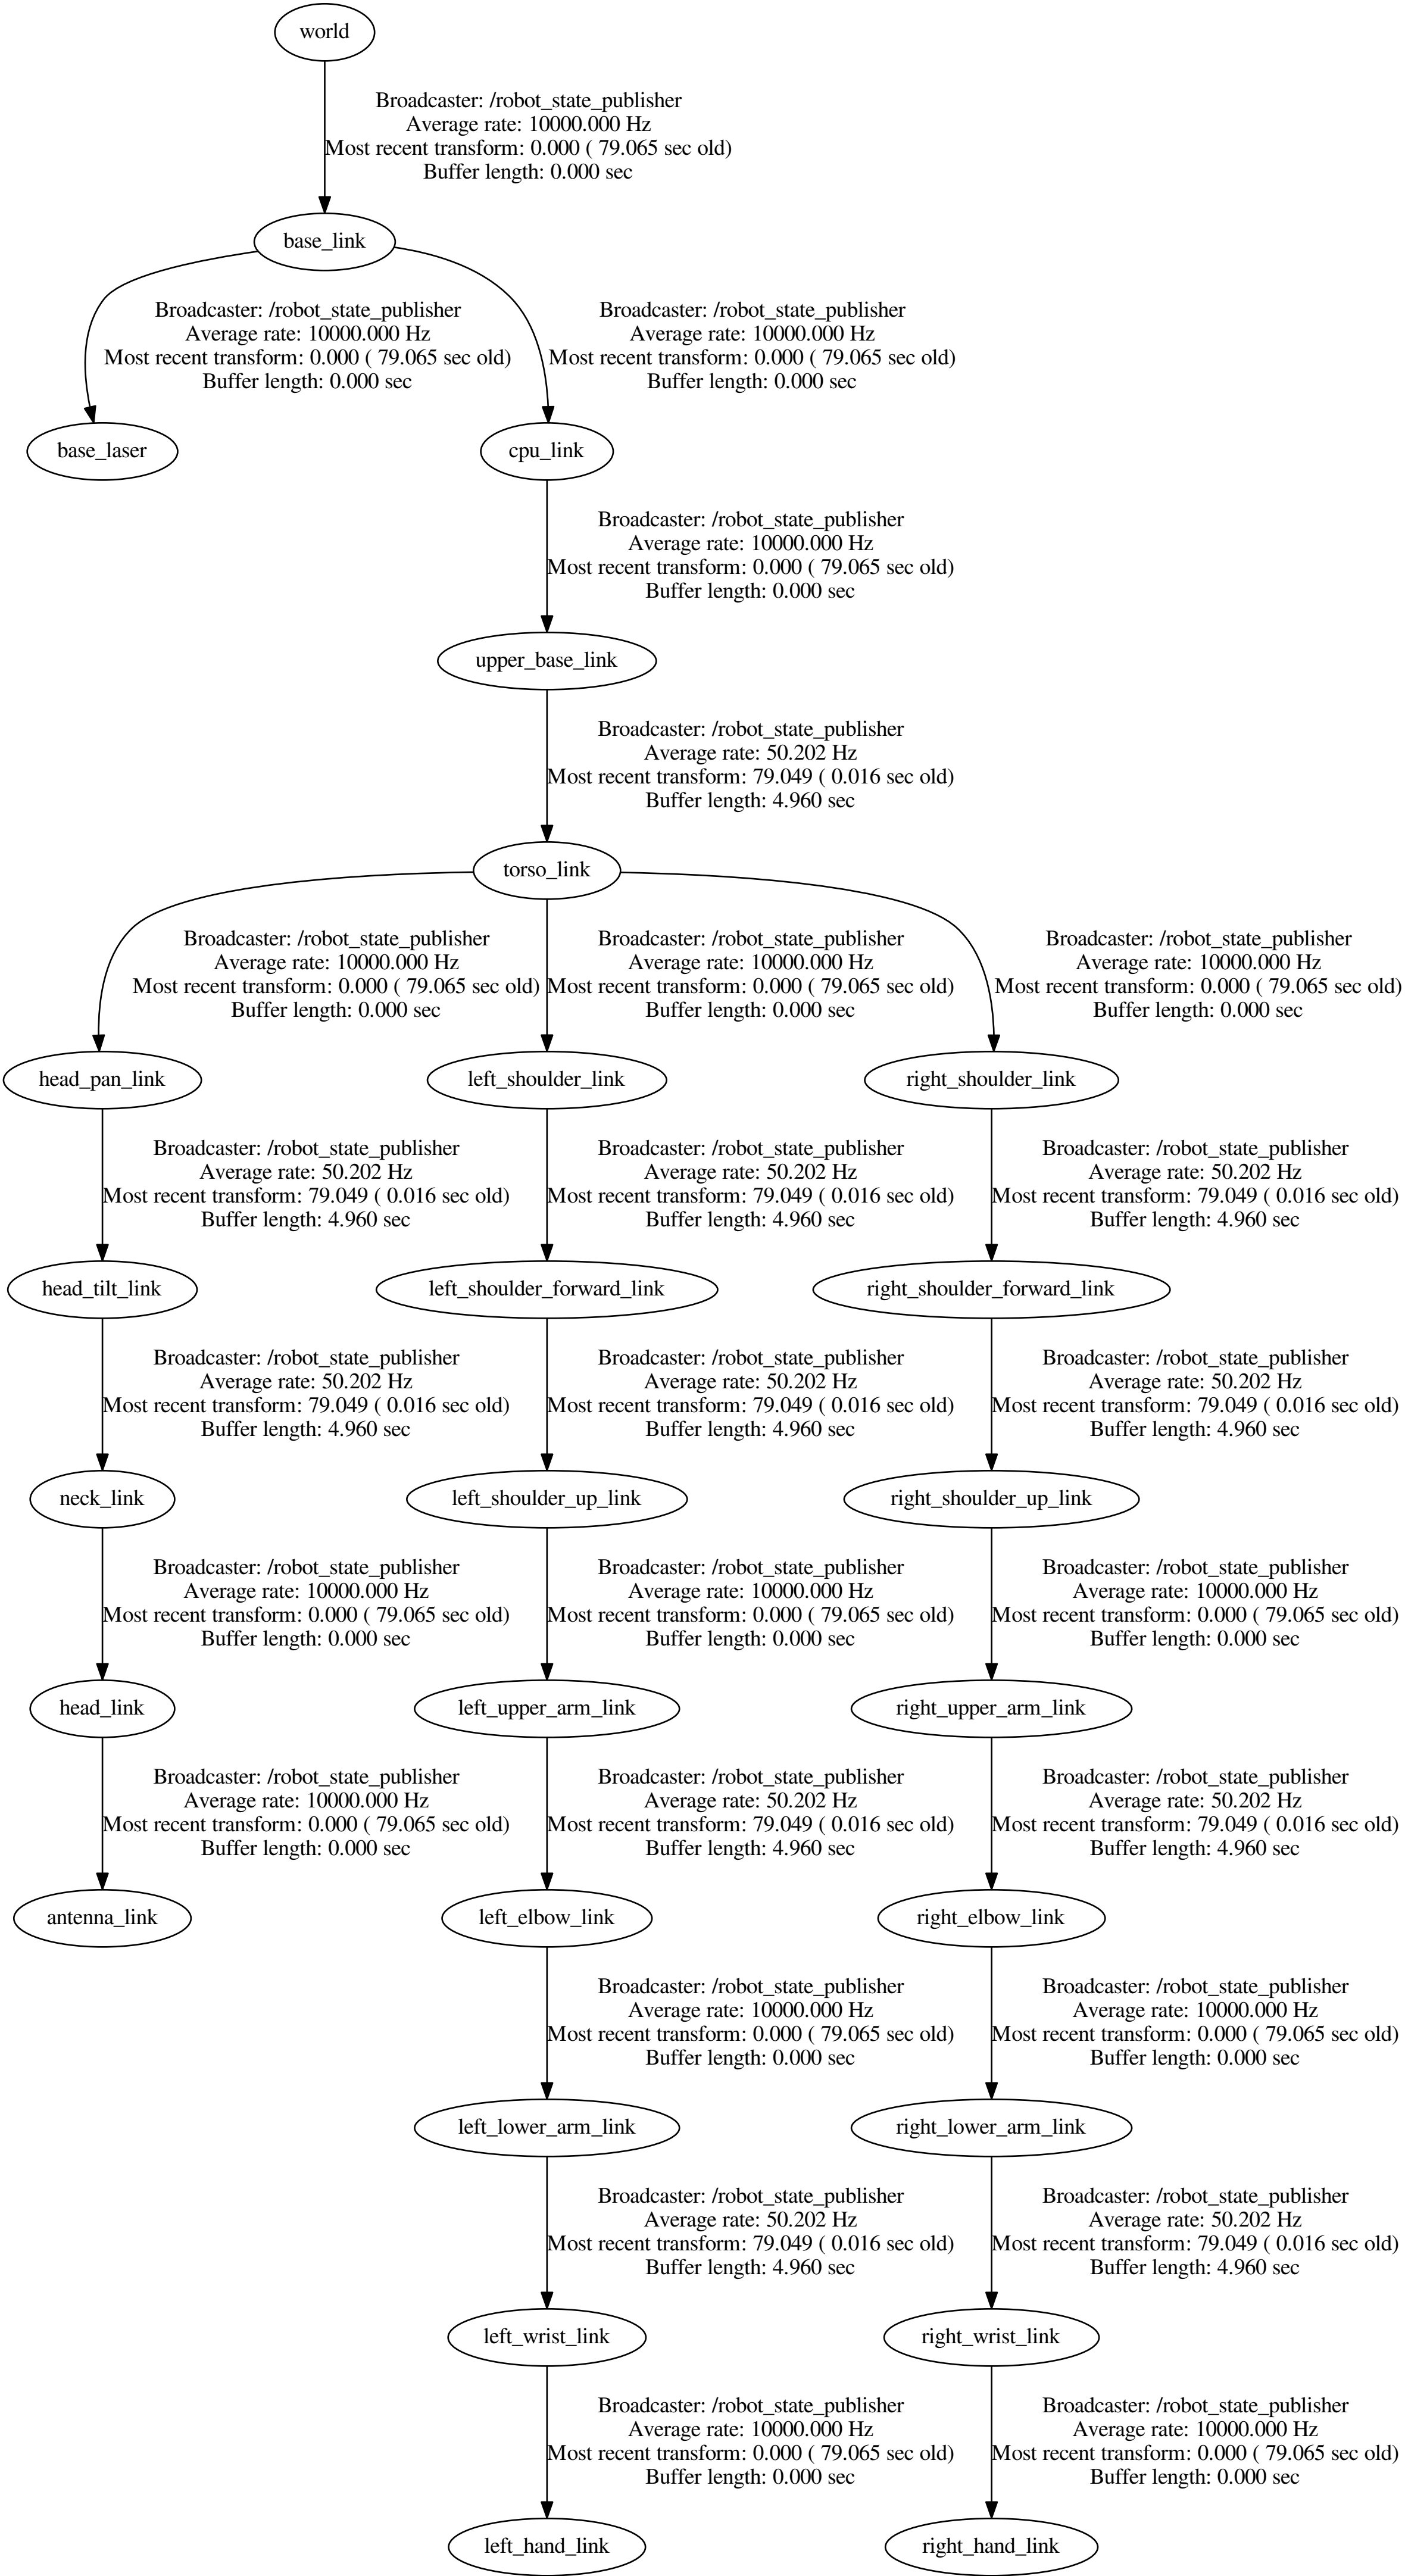 world
Broadcaster: /robot_state_publisher
Average rate: 10000.000 Hz
Most recent transform: 0.000 ( 79.065 sec old)
Buffer length: 0.000 sec
base_link
Broadcaster: /robot_state_publisher
Average rate: 10000.000 Hz
Most recent transform: 0.000 ( 79.065 sec old)
Buffer length: 0.000 sec
Broadcaster: /robot_state_publisher
Average rate: 10000.000 Hz
Most recent transform: 0.000 ( 79.065 sec old)
Buffer length: 0.000 sec
base_laser
cpu_link
Broadcaster: /robot_state_publisher
Average rate: 10000.000 Hz
Most recent transform: 0.000 ( 79.065 sec old)
Buffer length: 0.000 sec
upper_base_link
Broadcaster: /robot_state_publisher
Average rate: 50.202 Hz
Most recent transform: 79.049 ( 0.016 sec old)
Buffer length: 4.960 sec
torso_link
Broadcaster: /robot_state_publisher
Average rate: 10000.000 Hz
Most recent transform: 0.000 ( 79.065 sec old)
Buffer length: 0.000 sec
Broadcaster: /robot_state_publisher
Average rate: 10000.000 Hz
Most recent transform: 0.000 ( 79.065 sec old)
Buffer length: 0.000 sec
Broadcaster: /robot_state_publisher
Average rate: 10000.000 Hz
Most recent transform: 0.000 ( 79.065 sec old)
Buffer length: 0.000 sec
head_pan_link
left_shoulder_link
right_shoulder_link
Broadcaster: /robot_state_publisher
Average rate: 50.202 Hz
Most recent transform: 79.049 ( 0.016 sec old)
Buffer length: 4.960 sec
Broadcaster: /robot_state_publisher
Average rate: 50.202 Hz
Most recent transform: 79.049 ( 0.016 sec old)
Buffer length: 4.960 sec
Broadcaster: /robot_state_publisher
Average rate: 50.202 Hz
Most recent transform: 79.049 ( 0.016 sec old)
Buffer length: 4.960 sec
head_tilt_link
left_shoulder_forward_link
right_shoulder_forward_link
Broadcaster: /robot_state_publisher
Average rate: 50.202 Hz
Most recent transform: 79.049 ( 0.016 sec old)
Buffer length: 4.960 sec
Broadcaster: /robot_state_publisher
Average rate: 50.202 Hz
Most recent transform: 79.049 ( 0.016 sec old)
Buffer length: 4.960 sec
Broadcaster: /robot_state_publisher
Average rate: 50.202 Hz
Most recent transform: 79.049 ( 0.016 sec old)
Buffer length: 4.960 sec
neck_link
left_shoulder_up_link
right_shoulder_up_link
Broadcaster: /robot_state_publisher
Average rate: 10000.000 Hz
Most recent transform: 0.000 ( 79.065 sec old)
Buffer length: 0.000 sec
Broadcaster: /robot_state_publisher
Average rate: 10000.000 Hz
Most recent transform: 0.000 ( 79.065 sec old)
Buffer length: 0.000 sec
Broadcaster: /robot_state_publisher
Average rate: 10000.000 Hz
Most recent transform: 0.000 ( 79.065 sec old)
Buffer length: 0.000 sec
head_link
left_upper_arm_link
right_upper_arm_link
Broadcaster: /robot_state_publisher
Average rate: 10000.000 Hz
Most recent transform: 0.000 ( 79.065 sec old)
Buffer length: 0.000 sec
Broadcaster: /robot_state_publisher
Average rate: 50.202 Hz
Most recent transform: 79.049 ( 0.016 sec old)
Buffer length: 4.960 sec
Broadcaster: /robot_state_publisher
Average rate: 50.202 Hz
Most recent transform: 79.049 ( 0.016 sec old)
Buffer length: 4.960 sec
antenna_link
left_elbow_link
right_elbow_link
Broadcaster: /robot_state_publisher
Average rate: 10000.000 Hz
Most recent transform: 0.000 ( 79.065 sec old)
Buffer length: 0.000 sec
Broadcaster: /robot_state_publisher
Average rate: 10000.000 Hz
Most recent transform: 0.000 ( 79.065 sec old)
Buffer length: 0.000 sec
left_lower_arm_link
right_lower_arm_link
Broadcaster: /robot_state_publisher
Average rate: 50.202 Hz
Most recent transform: 79.049 ( 0.016 sec old)
Buffer length: 4.960 sec
Broadcaster: /robot_state_publisher
Average rate: 50.202 Hz
Most recent transform: 79.049 ( 0.016 sec old)
Buffer length: 4.960 sec
left_wrist_link
right_wrist_link
Broadcaster: /robot_state_publisher
Average rate: 10000.000 Hz
Most recent transform: 0.000 ( 79.065 sec old)
Buffer length: 0.000 sec
Broadcaster: /robot_state_publisher
Average rate: 10000.000 Hz
Most recent transform: 0.000 ( 79.065 sec old)
Buffer length: 0.000 sec
left_hand_link
right_hand_link